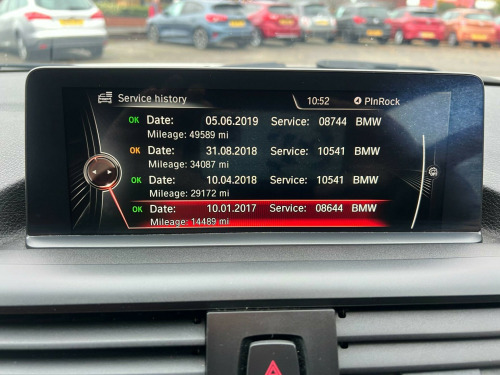 Service history 10:52 PlnRock
OK Date: 05.06.2019 Service: 08744 BMW
Mileage: 49589 mi
OK Date: 31.08.2018 Service: 10541 BMW
Mileage: 34087 mi
OK Date: 10.04.2018 Service: 10541 BMW
Mileage: 29172 mi
OK Date: 10.01.2017 Service: 08644 BMW
Mileage: 14489 mi